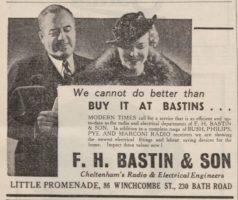 We cannot do better than
BUY IT AT BASTINS . . .
MODERN TIMES call for a service that is as efficient and up-
to-date as the radio and electrical departments of F. H. BASTIN
& SON. In addition to a complete range of BUSH, PHILIPS,
PYE AND MARCONI RADIO receivers we are showing
the newest electrical fittings and labour saving devices for the
home. Inspect these values now !
F. H. BASTIN & SON
Cheltenham's Radio & Electrical Engineers
LITTLE PROMENADE, 86 WINCHCOMBE ST., 230 BATH ROAD